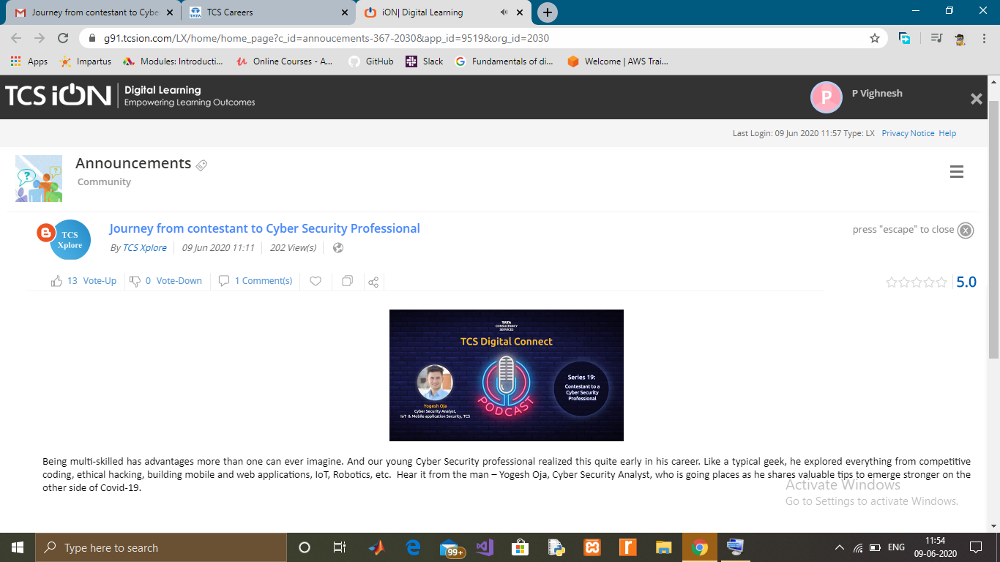 Journey from contestant to Cybe
TCS Careers
iON| Digital Learning
g91.tcsion.com/LX/home/home_page?c_id=annoucements-367-2030&app_id=9519&org_id=2030
Apps
Impartus
Modules: Introducti...
Online Courses - A...
GitHub
Slack
Fundamentals of di...
Welcome | AWS Trai...
TCS iON
Digital Learning
Empowering Learning Outcomes
P
P Vighnesh
Last Login: 09 Jun 2020 11:57 Type: LX Privacy Notice Help
Announcements
Community
TCS
Xplore
Journey from contestant to Cyber Security Professional
By TCS Xplore 09 Jun 2020 11:11 202 View(s)
press "escape" to close X
13 Vote-Up 0 Vote-Down 1 Comment(s)
5.0
TATA
CONSULTANCY
SERVICES
TCS Digital Connect
PODCAST
Yogesh Oja
Cyber Security Analyst,
IoT & Mobile application Security, TCS
Series 19:
Contestant to a
Cyber Security
Professional
Being multi-skilled has advantages more than one can ever imagine. And our young Cyber Security professional realized this quite early in his career. Like a typical geek, he explored everything from competitive
coding, ethical hacking, building mobile and web applications, IoT, Robotics, etc. Hear it from the man – Yogesh Oja, Cyber Security Analyst, who is going places as he shares valuable tips to emerge stronger on the
other side of Covid-19.
Activate Windows
Go to Settings to activate Windows.
Type here to search
99+
ENG
11:54
09-06-2020